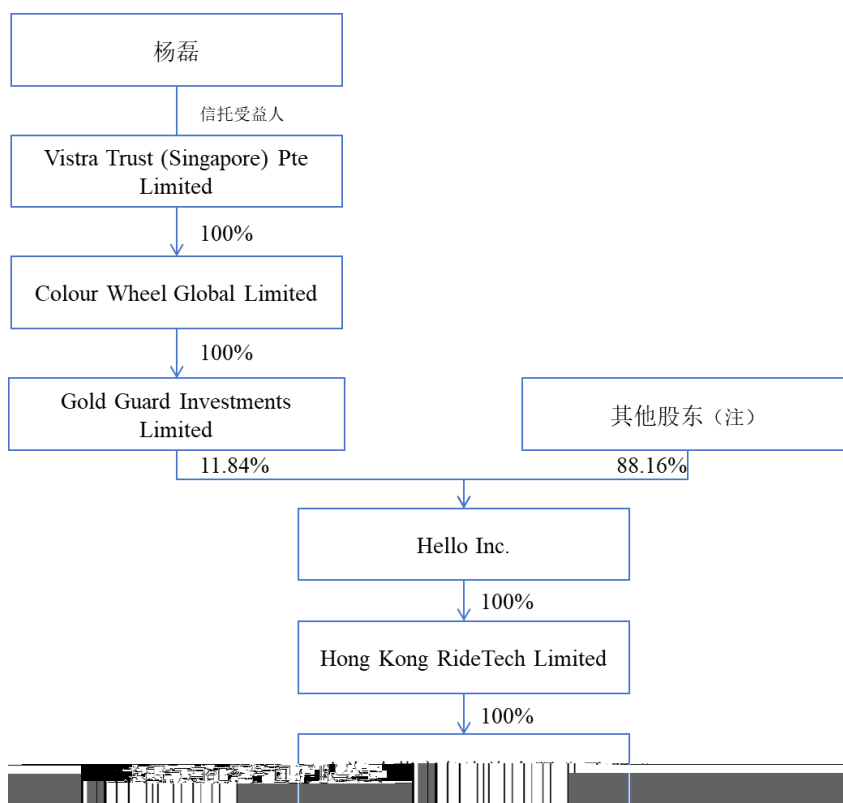 杨磊
信托受益人
Vistra Trust (Singapore) Pte
Limited
100%
Colour Wheel Global Limited
100%
Gold Guard Investments
Limited
其他股东（注）
11.84%
88.16%
Hello Inc.
100%
Hong Kong RideTech Limited
100%